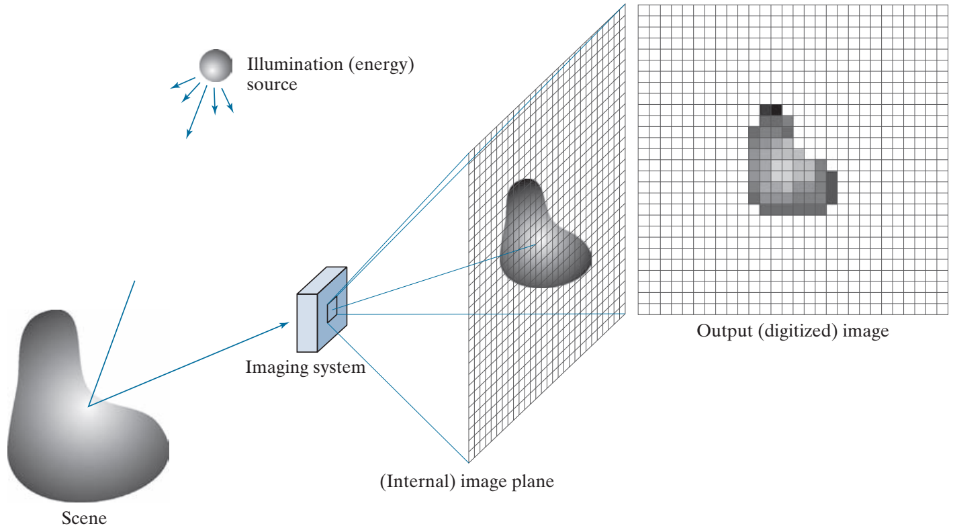 Illumination (energy)
source
Output (digitized) image
Imaging system
(Internal) image plane
Scene